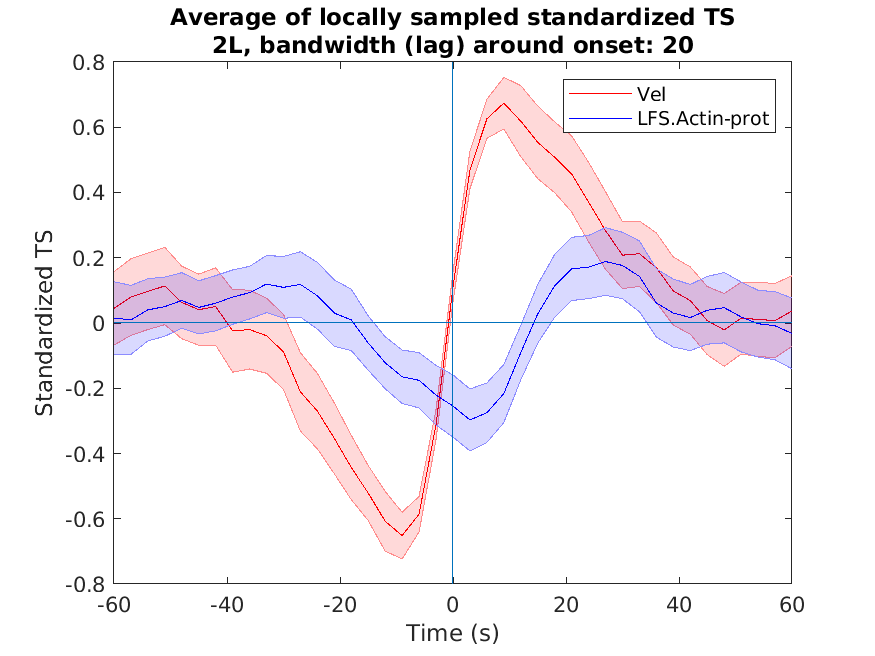 Average of locally sampled standardized TS
2L, bandwidth (lag) around onset: 20
0.8
Vel
LFS.Actin-prot
0.6
0.4
0.2
0
-0.2
-0.4
-0.6
-0.8
Standardized TS
-60
-40
-20
0
20
40
60
Time (s)